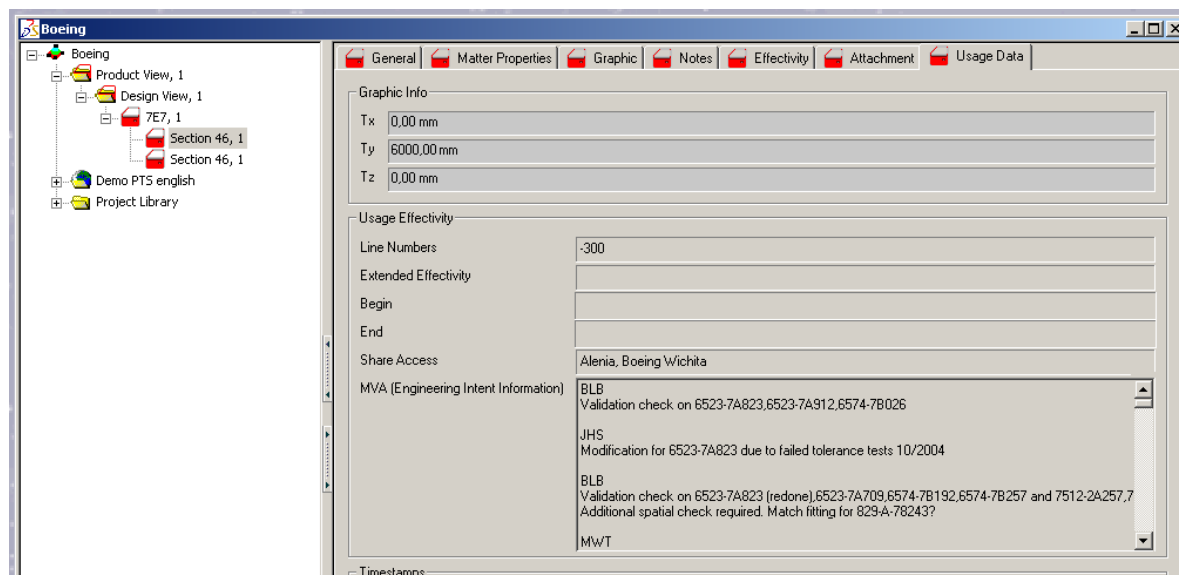 Boeing
Boeing
Product View, 1
Design View, 1
7E7, 1
Section 46, 1
Section 46, 1
Demo PTS english
Project Library
General
Matter Properties
Graphic
Notes
Effectivity
Attachment
Usage Data
Graphic Info
Tx 0,00 mm
Ty 6000,00 mm
Tz 0,00 mm
Usage Effectivity
Line Numbers -300
Extended Effectivity
Begin
End
Share Access Alenia, Boeing Wichita
MVA (Engineering Intent Information)
BLB
Validation check on 6523-7A823,6523-7A912,6574-7B026
JHS
Modification for 6523-7A823 due to failed tolerance tests 10/2004
BLB
Validation check on 6523-7A823 (redone),6523-7A709,6574-7B192,6574-7B257 and 7512-2A257,7
Additional spatial check required. Match fitting for 829-A-78243?
MWT
Timestamps